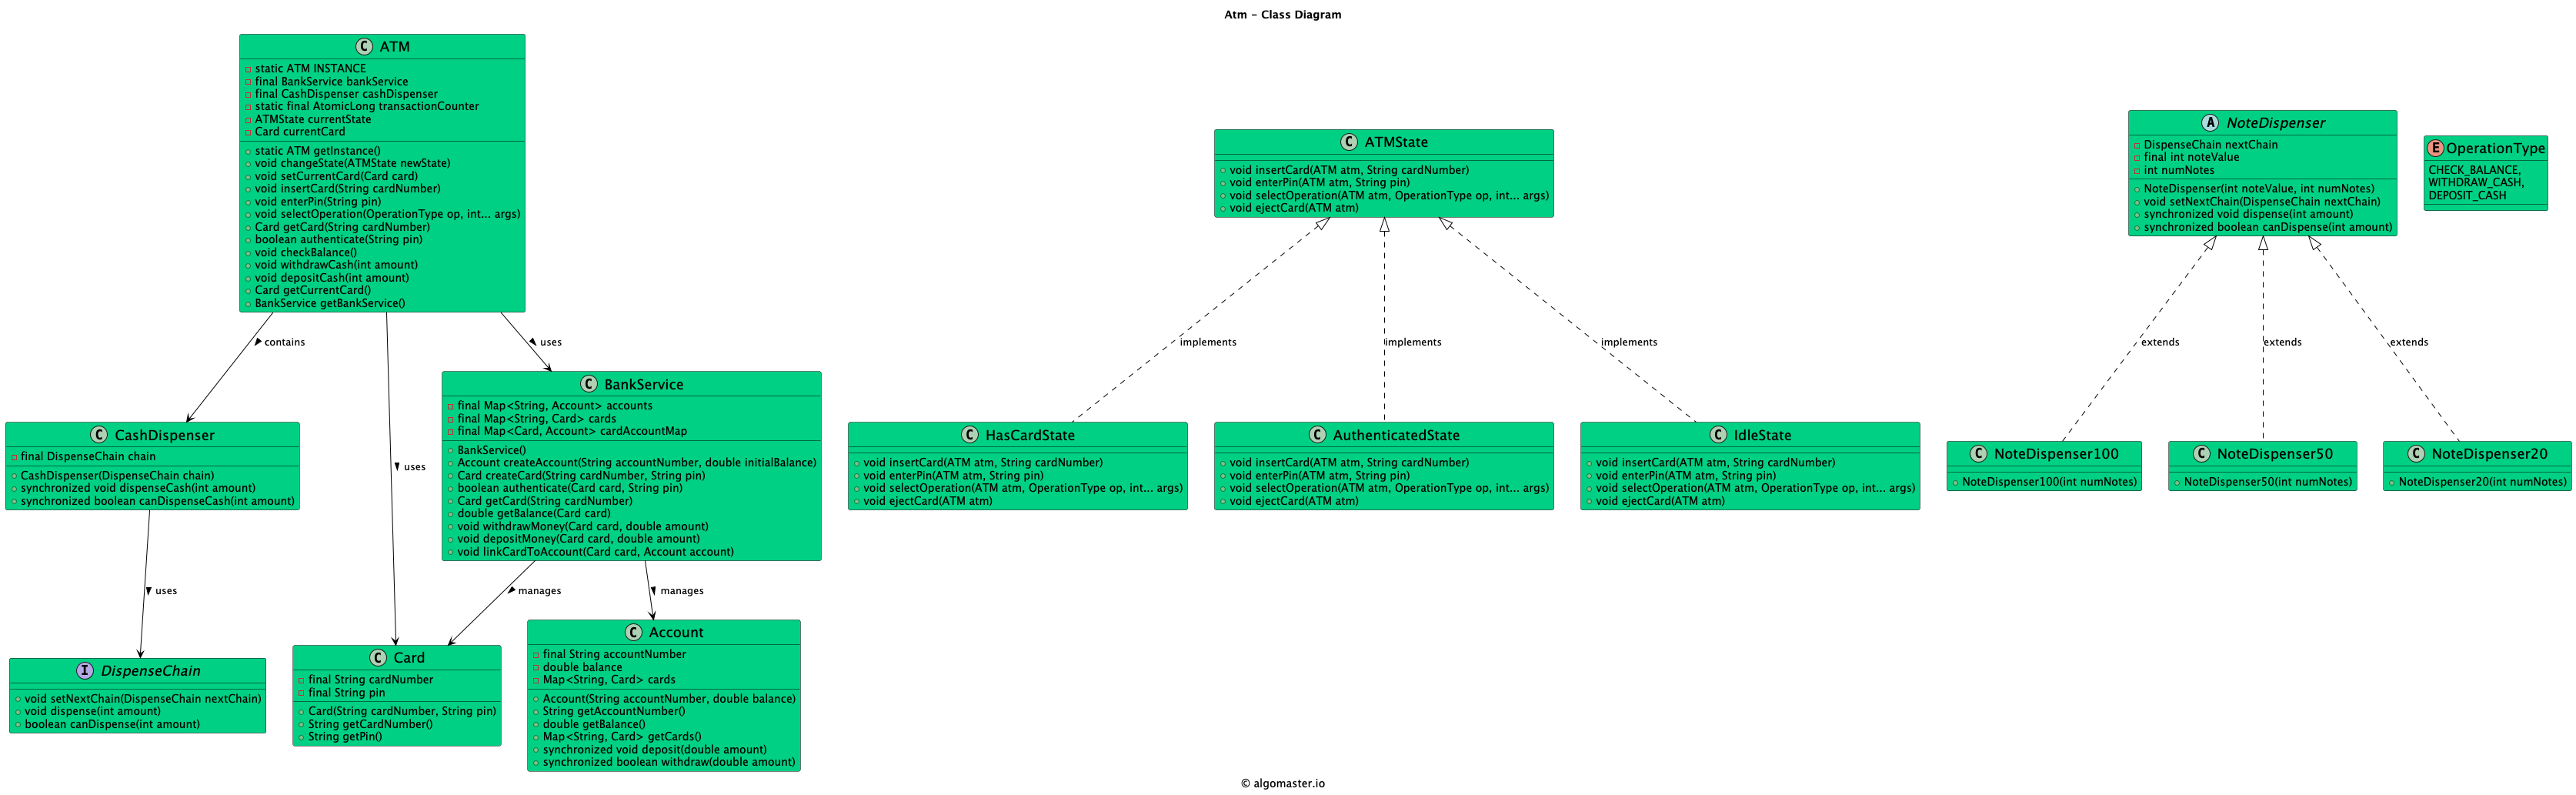 Atm - Class Diagram
C ATM
static ATM INSTANCE
final BankService bankService
final CashDispenser cashDispenser
static final AtomicLong transactionCounter
ATMState currentState
Card currentCard
static ATM getInstance()
void changeState(ATMState newState)
void setCurrentCard(Card card)
void insertCard(String cardNumber)
void enterPin(String pin)
void selectOperation(OperationType op, int... args)
Card getCard(String cardNumber)
boolean authenticate(String pin)
void checkBalance()
void withdrawCash(int amount)
void depositCash(int amount)
Card getCurrentCard()
BankService getBankService()
C ATMState
void insertCard(ATM atm, String cardNumber)
void enterPin(ATM atm, String pin)
void selectOperation(ATM atm, OperationType op, int... args)
void ejectCard(ATM atm)
A NoteDispenser
DispenseChain nextChain
final int noteValue
int numNotes
NoteDispenser(int noteValue, int numNotes)
void setNextChain(DispenseChain nextChain)
synchronized void dispense(int amount)
synchronized boolean canDispense(int amount)
E OperationType
CHECK_BALANCE,
WITHDRAW_CASH,
DEPOSIT_CASH
contains
uses
uses
implements
implements
implements
extends
extends
extends
C CashDispenser
final DispenseChain chain
CashDispenser(DispenseChain chain)
synchronized void dispenseCash(int amount)
synchronized boolean canDispenseCash(int amount)
C BankService
final Map<String, Account> accounts
final Map<String, Card> cards
final Map<Card, Account> cardAccountMap
BankService()
Account createAccount(String accountNumber, double initialBalance)
Card createCard(String cardNumber, String pin)
boolean authenticate(Card card, String pin)
Card getCard(String cardNumber)
double getBalance(Card card)
void withdrawMoney(Card card, double amount)
void depositMoney(Card card, double amount)
void linkCardToAccount(Card card, Account account)
C HasCardState
void insertCard(ATM atm, String cardNumber)
void enterPin(ATM atm, String pin)
void selectOperation(ATM atm, OperationType op, int... args)
void ejectCard(ATM atm)
C AuthenticatedState
void insertCard(ATM atm, String cardNumber)
void enterPin(ATM atm, String pin)
void selectOperation(ATM atm, OperationType op, int... args)
void ejectCard(ATM atm)
C IdleState
void insertCard(ATM atm, String cardNumber)
void enterPin(ATM atm, String pin)
void selectOperation(ATM atm, OperationType op, int... args)
void ejectCard(ATM atm)
C NoteDispenser100
NoteDispenser100(int numNotes)
C NoteDispenser50
NoteDispenser50(int numNotes)
C NoteDispenser20
NoteDispenser20(int numNotes)
uses
manages
manages
I DispenseChain
void setNextChain(DispenseChain nextChain)
void dispense(int amount)
boolean canDispense(int amount)
C Card
final String cardNumber
final String pin
Card(String cardNumber, String pin)
String getCardNumber()
String getPin()
C Account
final String accountNumber
double balance
Map<String, Card> cards
Account(String accountNumber, double balance)
String getAccountNumber()
double getBalance()
Map<String, Card> getCards()
synchronized void deposit(double amount)
synchronized boolean withdraw(double amount)
© algomaster.io